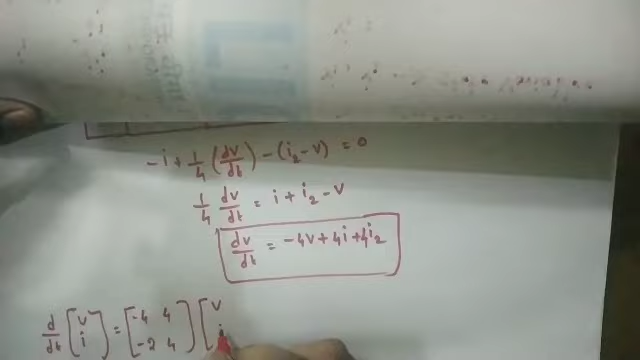 -i + 1/4 (dv/dt) - (i₂ - v) = 0
1/4 dv/dt = i + i₂ - v
dv/dt = -4v + 4i + 4i₂
d/dt [v i] = [-4 4 -2 4] [v i